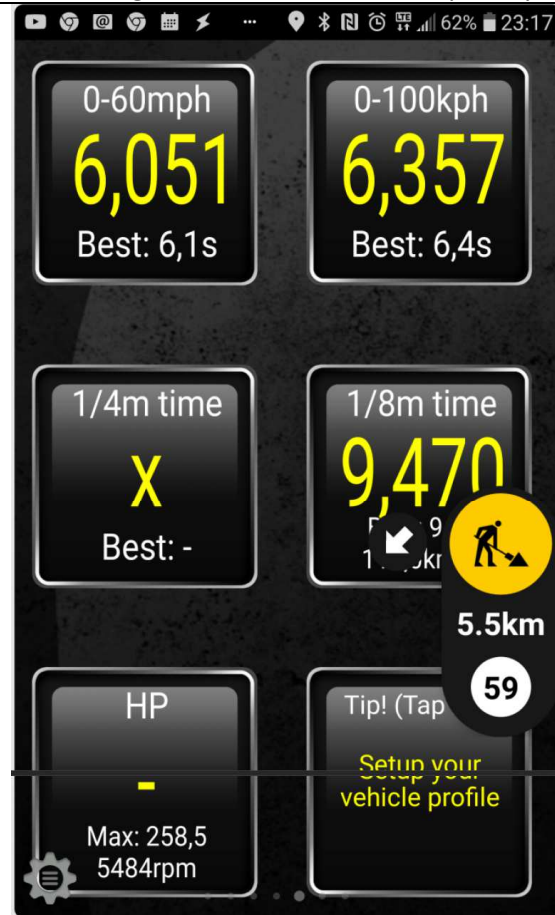 62% 23:17
0-60mph
6,051
Best: 6,1s
0-100kph
6,357
Best: 6,4s
1/4m time
x
Best: -
1/8m time
9,470
5.5km
59
HP
-
Max: 258,5
5484rpm
Tip! (Tap
Setup your
vehicle profile